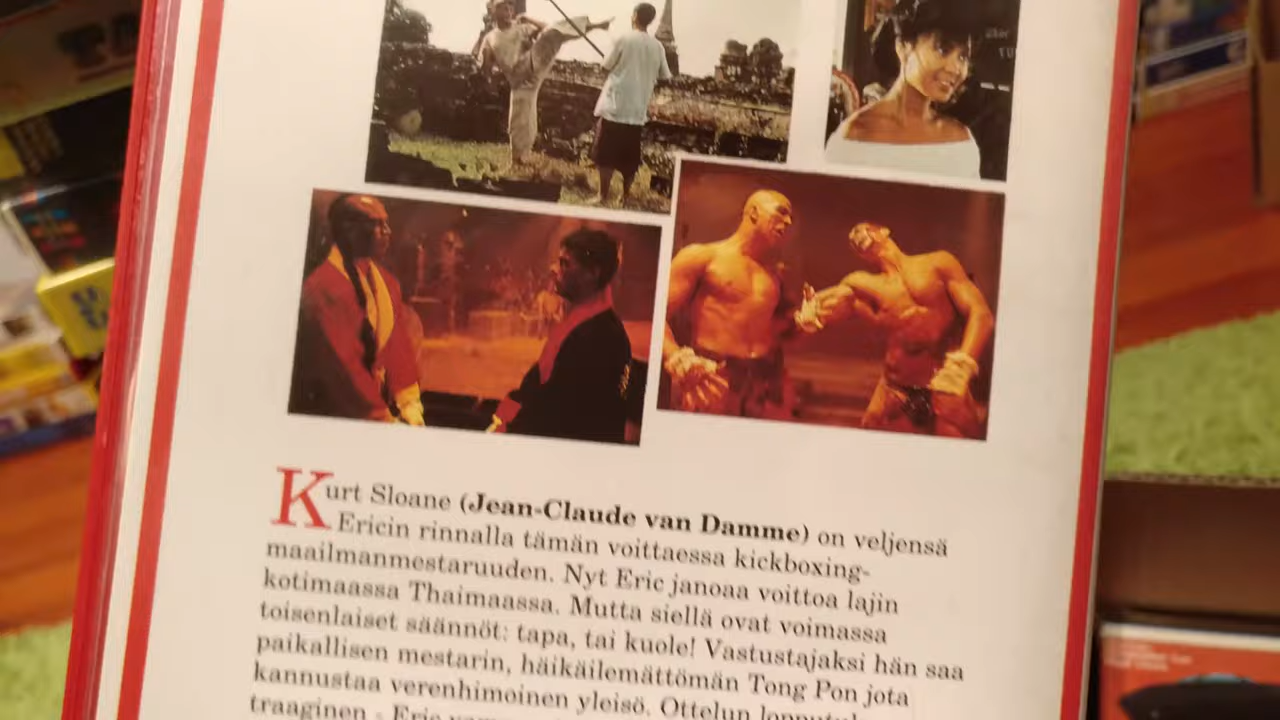 Kurt Sloane (Jean-Claude van Damme) on veljensä
Ericin rinnalla tämän voittaessa kickboxing-
maailmanmestaruuden. Nyt Eric janoaa voittoa lajin
kotimaassa Thaimaassa. Mutta siellä ovat voimassa
toisenlaiset säännöt: tapa, tai kuole! Vastustajaksi hän saa
paikallisen mestarin, häikäilemättömän Tong Pon jota
kannustaa verenhimoinen yleisö. Ottelun
traaginen - Eric